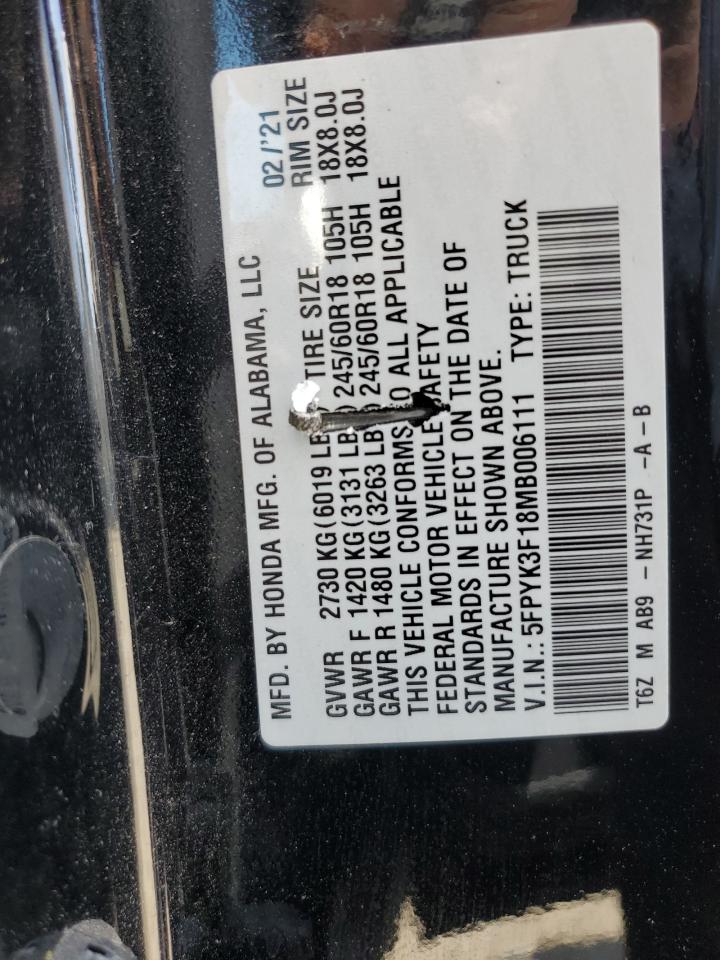 MFD. BY HONDA MFG. OF ALABAMA, LLC 02/'21
TIRE SIZE RIM SIZE
GVWR 2730 KG(6019 LB
GAWR F 1420 KG(3131 LB ) 245/60R18 105H 18X8.0J
GAWR R 1480 KG(3263 LB ) 245/60R18 105H 18X8.0J
THIS VEHICLE CONFORMS TO ALL APPLICABLE
FEDERAL MOTOR VEHICLE SAFETY
STANDARDS IN EFFECT ON THE DATE OF
MANUFACTURE SHOWN ABOVE.
V.I.N.: 5FPYK3F18MB006111 TYPE: TRUCK
T6Z M AB9 – NH731P -A –B